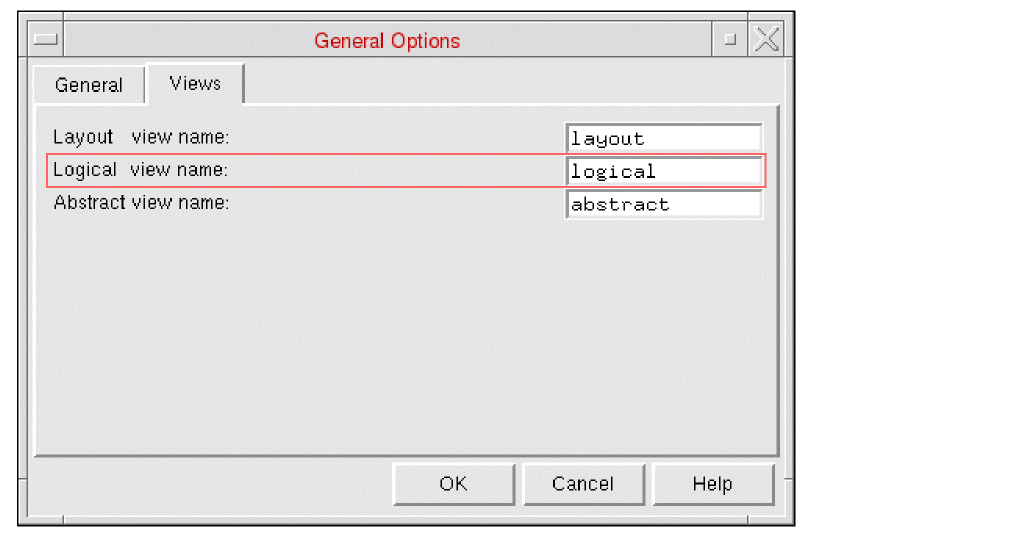 General Options
General Views
Layout view name: layout
Logical view name: logical
Abstract view name: abstract
OK Cancel Help